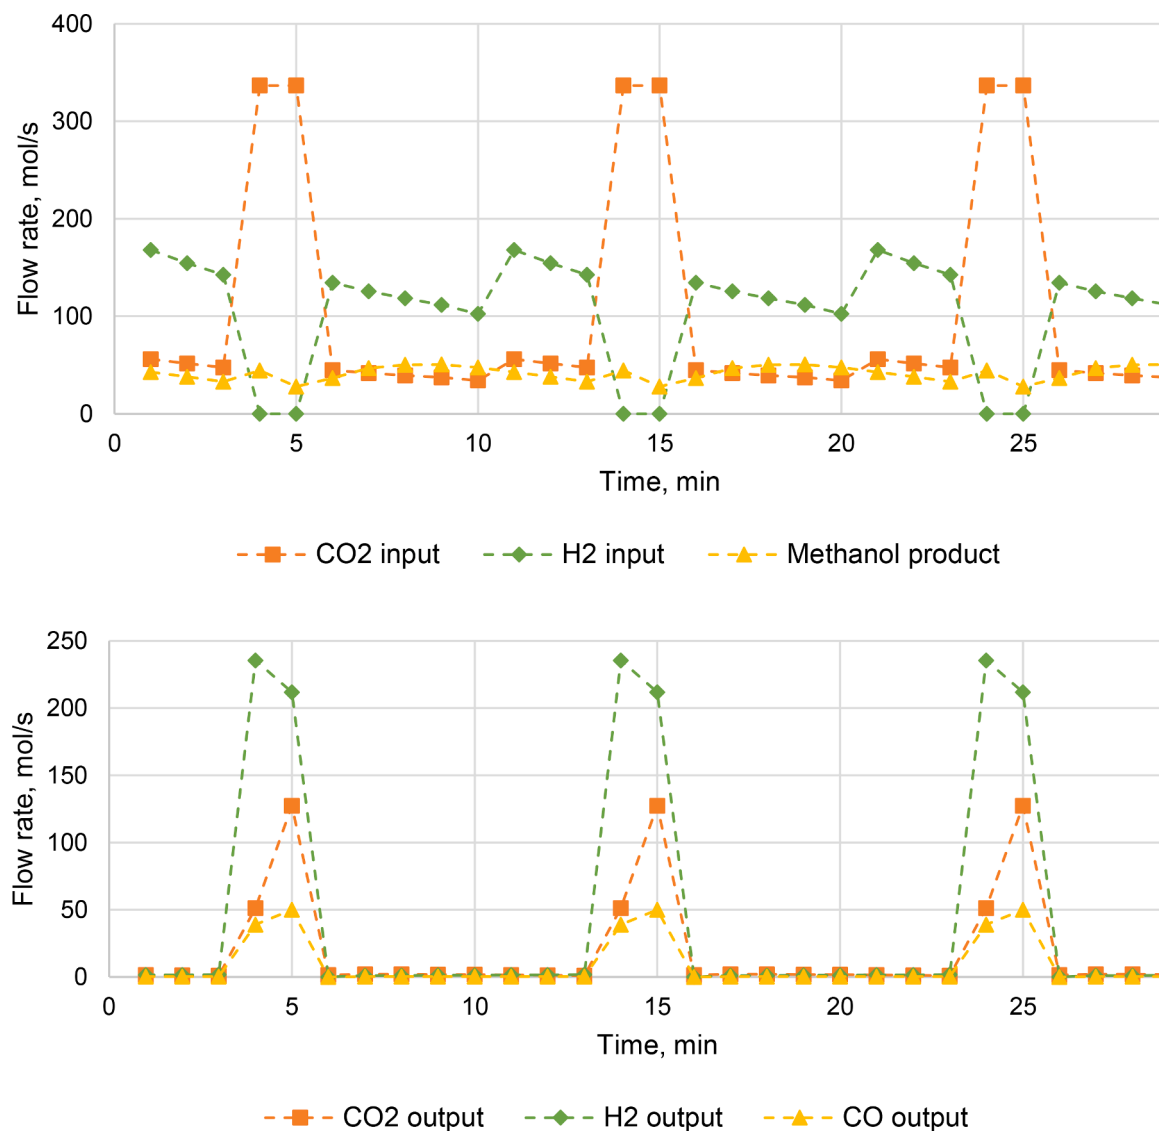 400
300
200
100
0
Flow rate, mol/s
0 5 10 15 20 25
Time, min
CO2 input H2 input Methanol product
250
200
150
100
50
0
Flow rate, mol/s
0 5 10 15 20 25
Time, min
CO2 output H2 output CO output